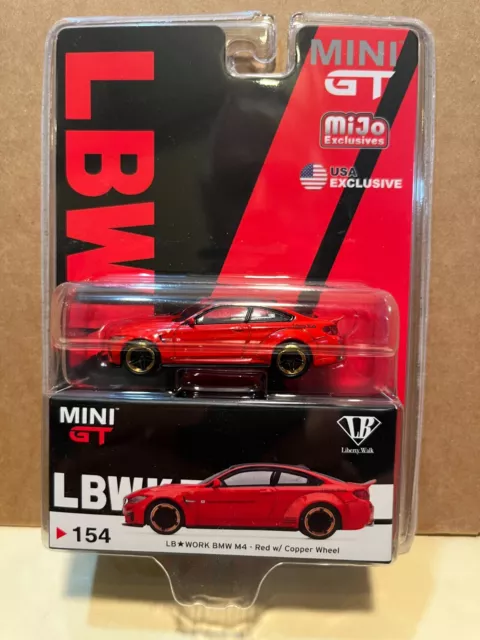 LBW
MINI
GT
MiJo
Exclusives
USA
EXCLUSIVE
MINI
GT
LB
Liberty Walk
LBWK
154
LB★WORK BMW M4 - Red w/ Copper Wheel